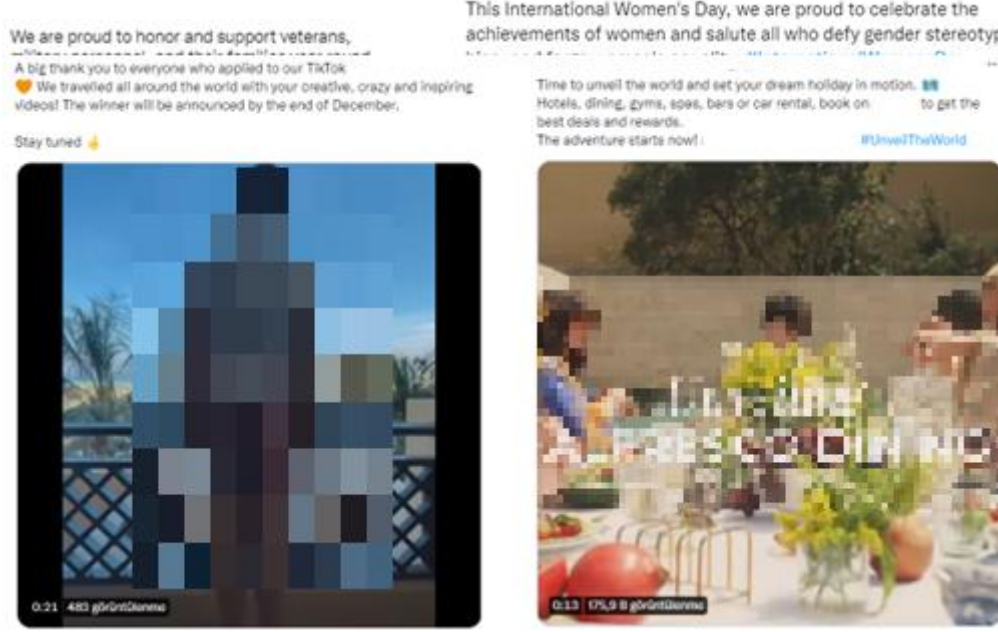 We are proud to honor and support veterans,
A big thank you to everyone who applied to our TikTok
🧡 We travelled all around the world with your creative, crazy and inspiring
videos! The winner will be announced by the end of December.
Stay tuned 🤞
0:21 483 görüntülenme
This International Women's Day, we are proud to celebrate the
achievements of women and salute all who defy gender stereotyp
Time to unveil the world and set your dream holiday in motion.
Hotels, dining, gyms, spas, bars or car rental, book on to get the
best deals and rewards.
The adventure starts now! #UnveilTheWorld
ALFRESCO DINING
0:13 175,9 B görüntülenme